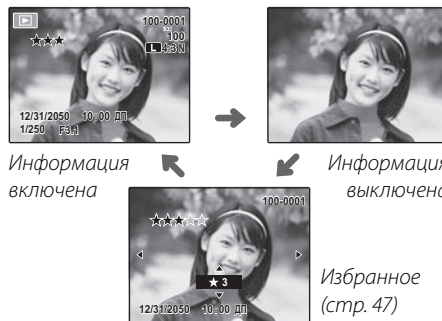 100-0001
100
L 4:3 N
12/31/2050 10:00 ДП
1/250 F3.1
Информация
включена
Информация
выключена
100-0001
3
12/31/2050 10:00 ДП
Избранное
(стр. 47)